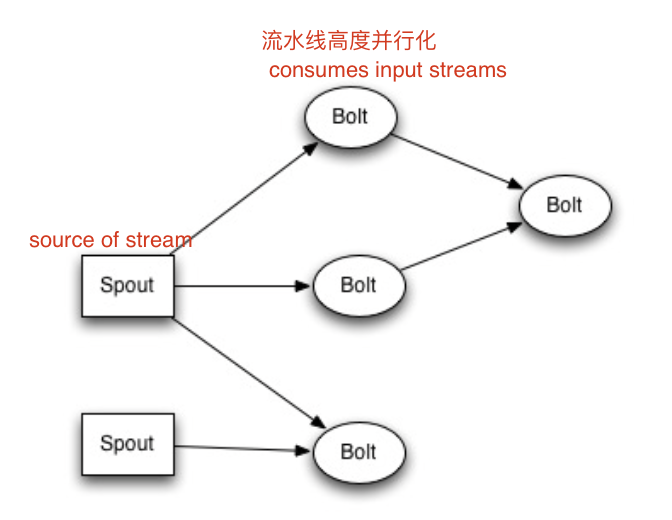 流水线高度并行化
consumes input streams
Bolt
Bolt
source of stream
Spout
Bolt
Spout
Bolt